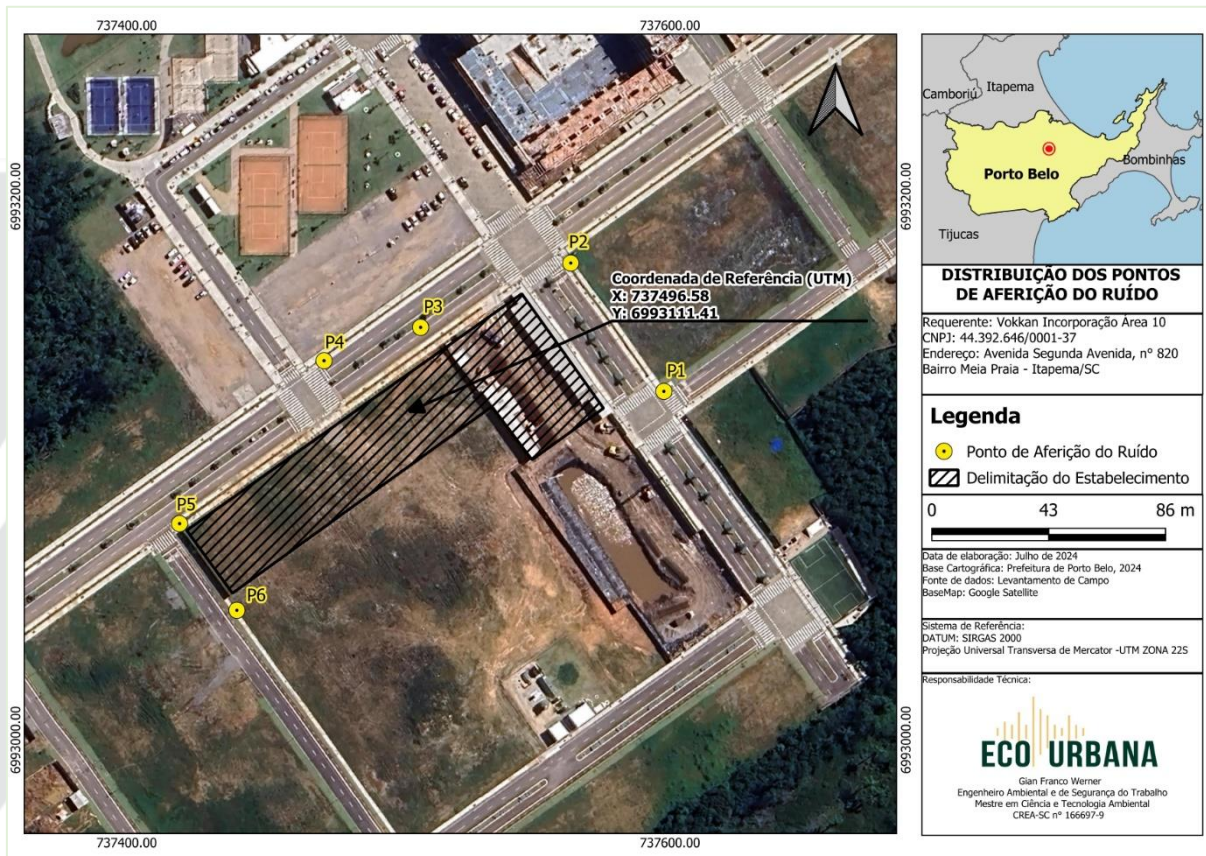 737400.00
737600.00
6993200.00
6993200.00
P2
Coordenada de Referência (UTM)
X: 737496.58
Y: 6993111.41
P3
P4
P1
P5
P6
6993000.00
6993000.00
737400.00
737600.00
Camboriú
Itapema
Porto Belo
Bombinhas
Tijucas
DISTRIBUIÇÃO DOS PONTOS
DE AFERIÇÃO DO RUÍDO
Requerente: Vokkan Incorporação Área 10
CNPJ: 44.392.646/0001-37
Endereço: Avenida Segunda Avenida, n° 820
Bairro Meia Praia - Itapema/SC
Legenda
Ponto de Aferição do Ruído
Delimitação do Estabelecimento
0 43 86 m
Data de elaboração: Julho de 2024
Base Cartográfica: Prefeitura de Porto Belo, 2024
Fonte de dados: Levantamento de Campo
BaseMap: Google Satellite
Sistema de Referência:
DATUM: SIRGAS 2000
Projeção Universal Transversa de Mercator -UTM ZONA 22S
Responsabilidade Técnica:
ECO URBANA
Gian Franco Werner
Engenheiro Ambiental e de Segurança do Trabalho
Mestre em Ciência e Tecnologia Ambiental
CREA-SC n° 166697-9